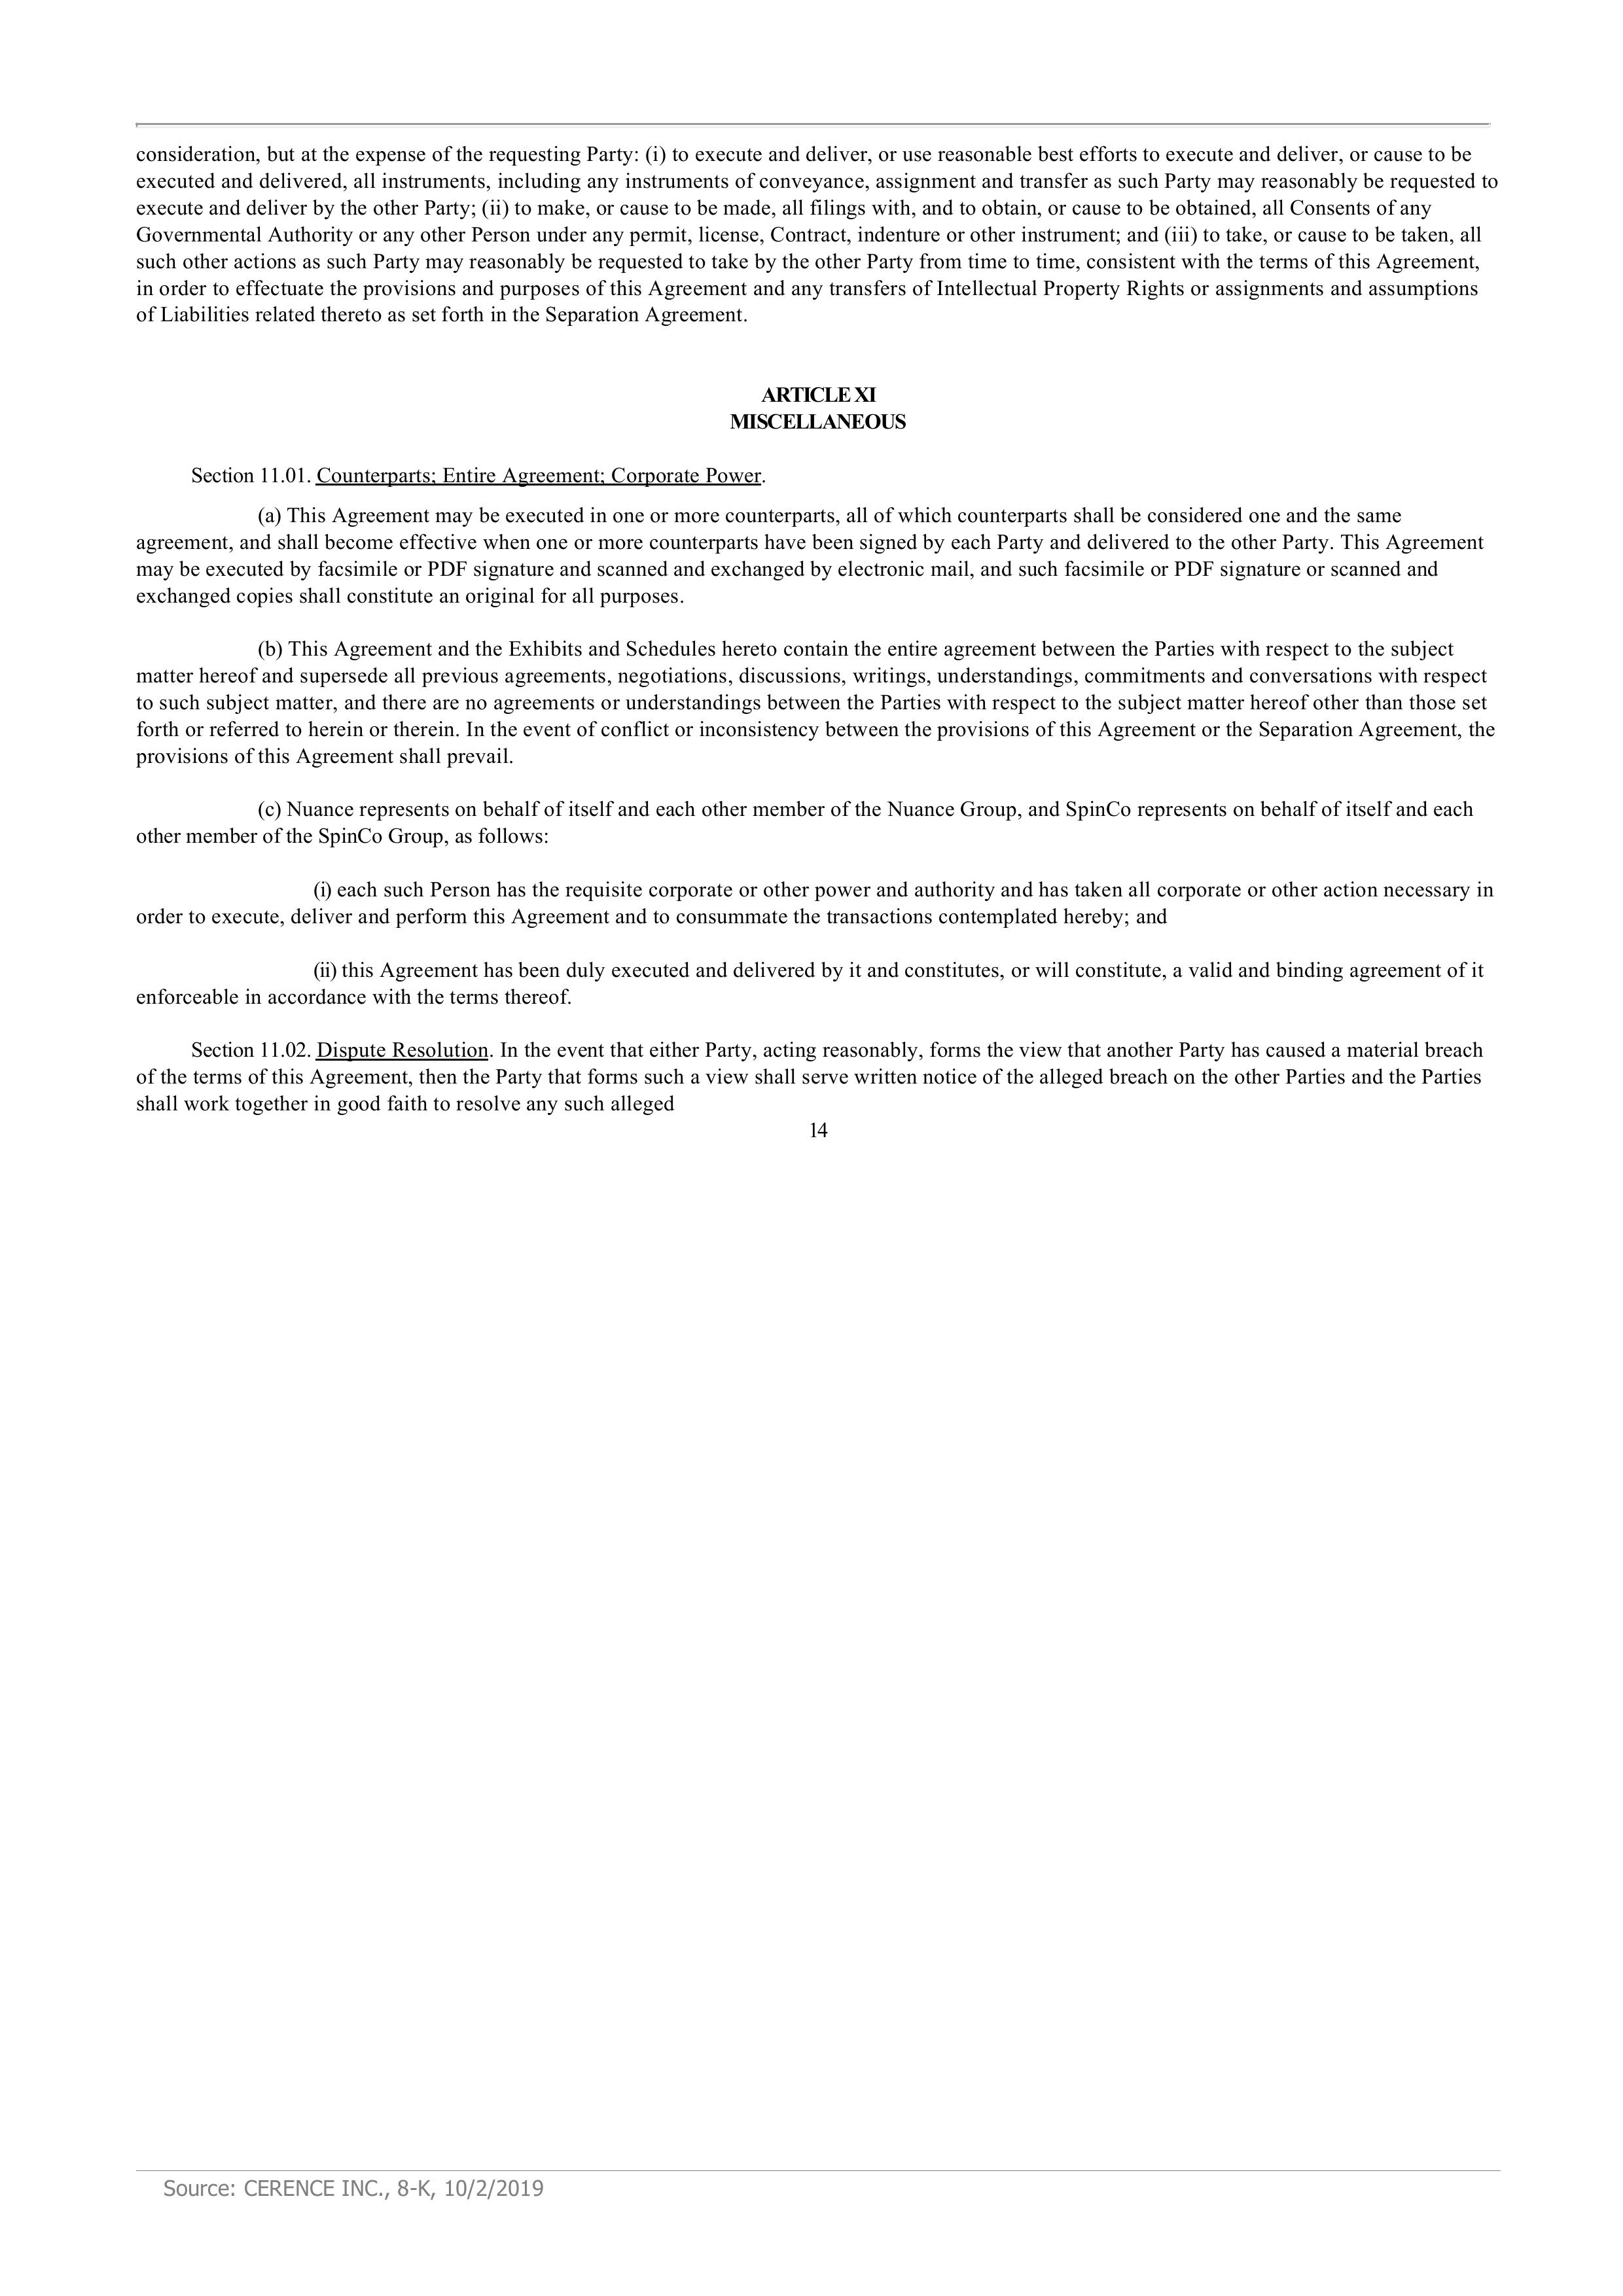 consideration, but at the expense of the requesting Party: (i) to execute and deliver, or use reasonable best efforts to execute and deliver, or cause to be
executed and delivered, all instruments, including any instruments of conveyance, assignment and transfer as such Party may reasonably be requested to
execute and deliver by the other Party; (ii) to make, or cause to be made, all filings with, and to obtain, or cause to be obtained, all Consents of any
Governmental Authority or any other Person under any permit, license, Contract, indenture or other instrument; and (iii) to take, or cause to be taken, all
such other actions as such Party may reasonably be requested to take by the other Party from time to time, consistent with the terms of this Agreement,
in order to effectuate the provisions and purposes of this Agreement and any transfers of Intellectual Property Rights or assignments and assumptions
of Liabilities related thereto as set forth in the Separation Agreement.
ARTICLE XI
MISCELLANEOUS
Section 11.01. Counterparts; Entire Agreement; Corporate Power.
(a) This Agreement may be executed in one or more counterparts, all of which counterparts shall be considered one and the same
agreement, and shall become effective when one or more counterparts have been signed by each Party and delivered to the other Party. This Agreement
may be executed by facsimile or PDF signature and scanned and exchanged by electronic mail, and such facsimile or PDF signature or scanned and
exchanged copies shall constitute an original for all purposes.
(b) This Agreement and the Exhibits and Schedules hereto contain the entire agreement between the Parties with respect to the subject
matter hereof and supersede all previous agreements, negotiations, discussions, writings, understandings, commitments and conversations with respect
to such subject matter, and there are no agreements or understandings between the Parties with respect to the subject matter hereof other than those set
forth or referred to herein or therein. In the event of conflict or inconsistency between the provisions of this Agreement or the Separation Agreement, the
provisions of this Agreement shall prevail.
(c) Nuance represents on behalf of itself and each other member of the Nuance Group, and SpinCo represents on behalf of itself and each
other member of the SpinCo Group, as follows:
(i) each such Person has the requisite corporate or other power and authority and has taken all corporate or other action necessary in
order to execute, deliver and perform this Agreement and to consummate the transactions contemplated hereby; and
(ii) this Agreement has been duly executed and delivered by it and constitutes, or will constitute, a valid and binding agreement of it
enforceable in accordance with the terms thereof.
Section 11.02. Dispute Resolution. In the event that either Party, acting reasonably, forms the view that another Party has caused a material breach
of the terms of this Agreement, then the Party that forms such a view shall serve written notice of the alleged breach on the other Parties and the Parties
shall work together in good faith to resolve any such alleged
14
Source: CERENCE INC., 8-K, 10/2/2019